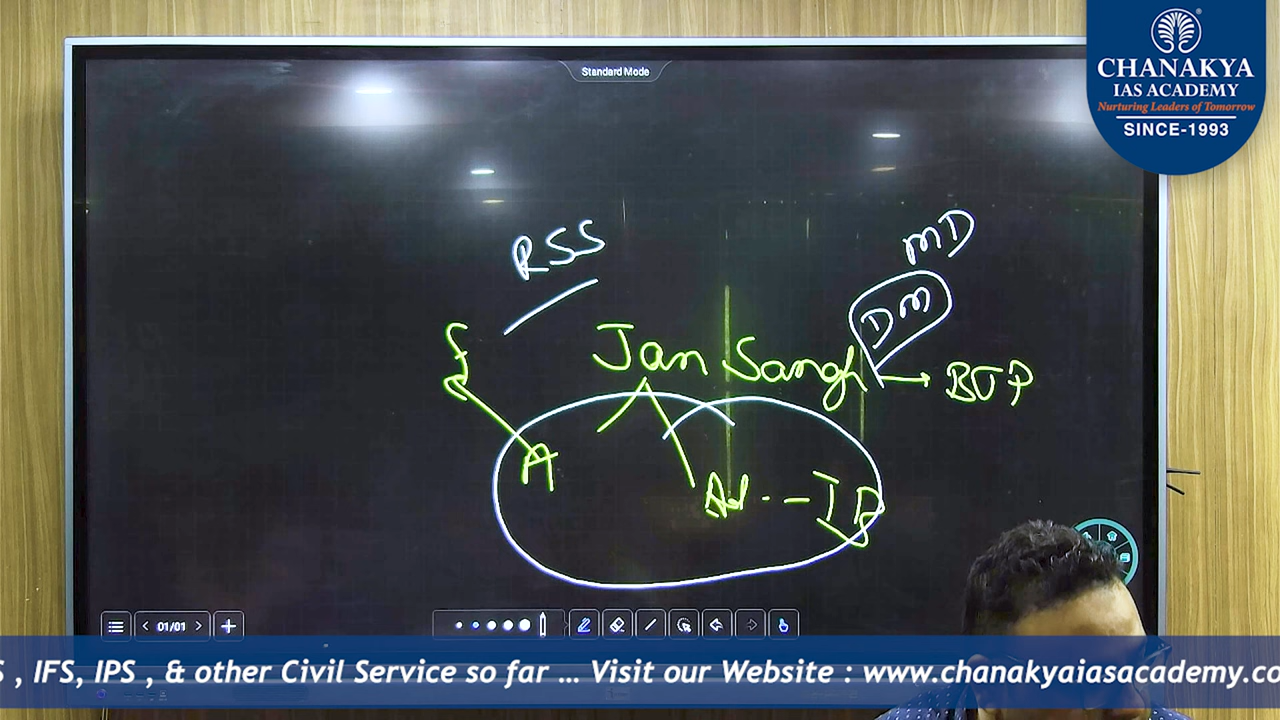 Standard Mode
CHANAKYA
IAS ACADEMY
Nurturing Leaders of Tomorrow
SINCE-1993
RSS
MD
DM
f
Jan Sangh → BJP
A
Ad .. - I B
01/01
S , IFS, IPS , & other Civil Service so far ... Visit our Website : www.chanakyaiasacademy.co